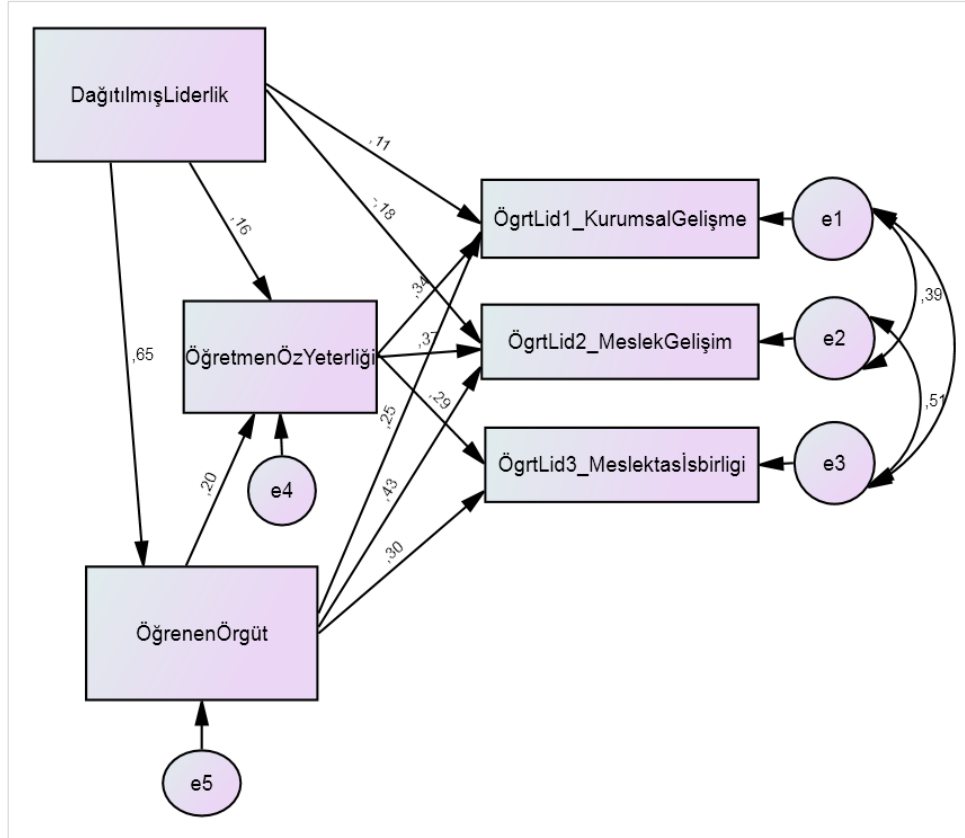 DağıtılmışLiderlik
,11
-,18
,16
ÖgrtLid1_KurumsalGelişme
e1
,34
,39
ÖgrtLid2_MeslekGelişim
e2
,37
ÖğretmenÖzYeterliği
,65
,29
,25
,51
ÖgrtLid3_Meslektasİsbirligi
e3
e4
,20
,43
,30
ÖğrenenÖrgüt
e5